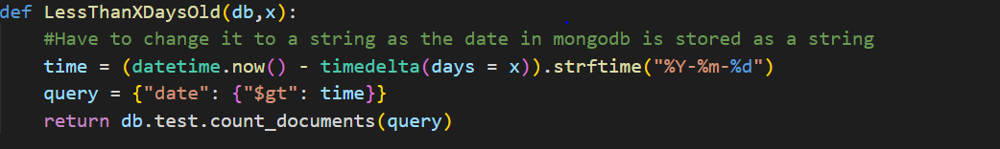 def LessThanXDaysOld(db,x):
    #Have to change it to a string as the date in mongodb is stored as a string
    time = (datetime.now() - timedelta(days = x)).strftime("%Y-%m-%d")
    query = {"date": {"$gt": time}}
    return db.test.count_documents(query)